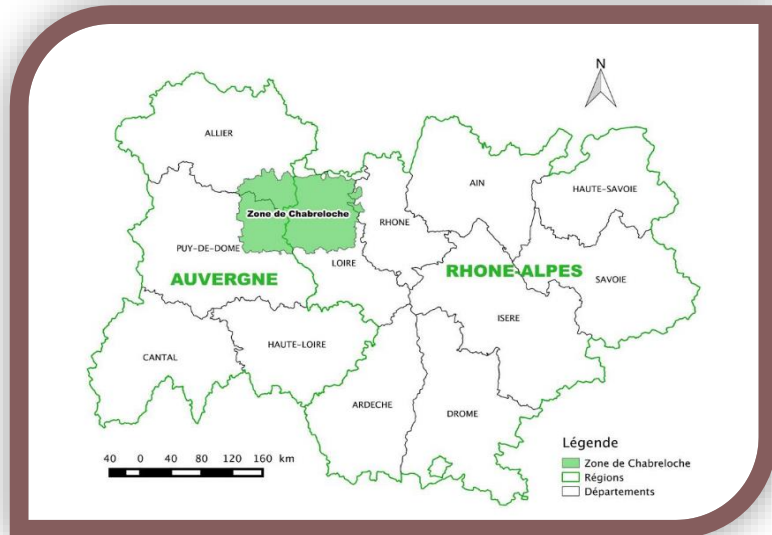 N
ALLIER
AIN
HAUTE-SAVOIE
Zone de Chabreloche
RHONE
PUY-DE-DOME
LOIRE
AUVERGNE
RHONE-ALPES
SAVOIE
ISERE
HAUTE-LOIRE
CANTAL
ARDECHE
DROME
Légende
Zone de Chabreloche
Régions
Départements
40 0 40 80 120 160 km